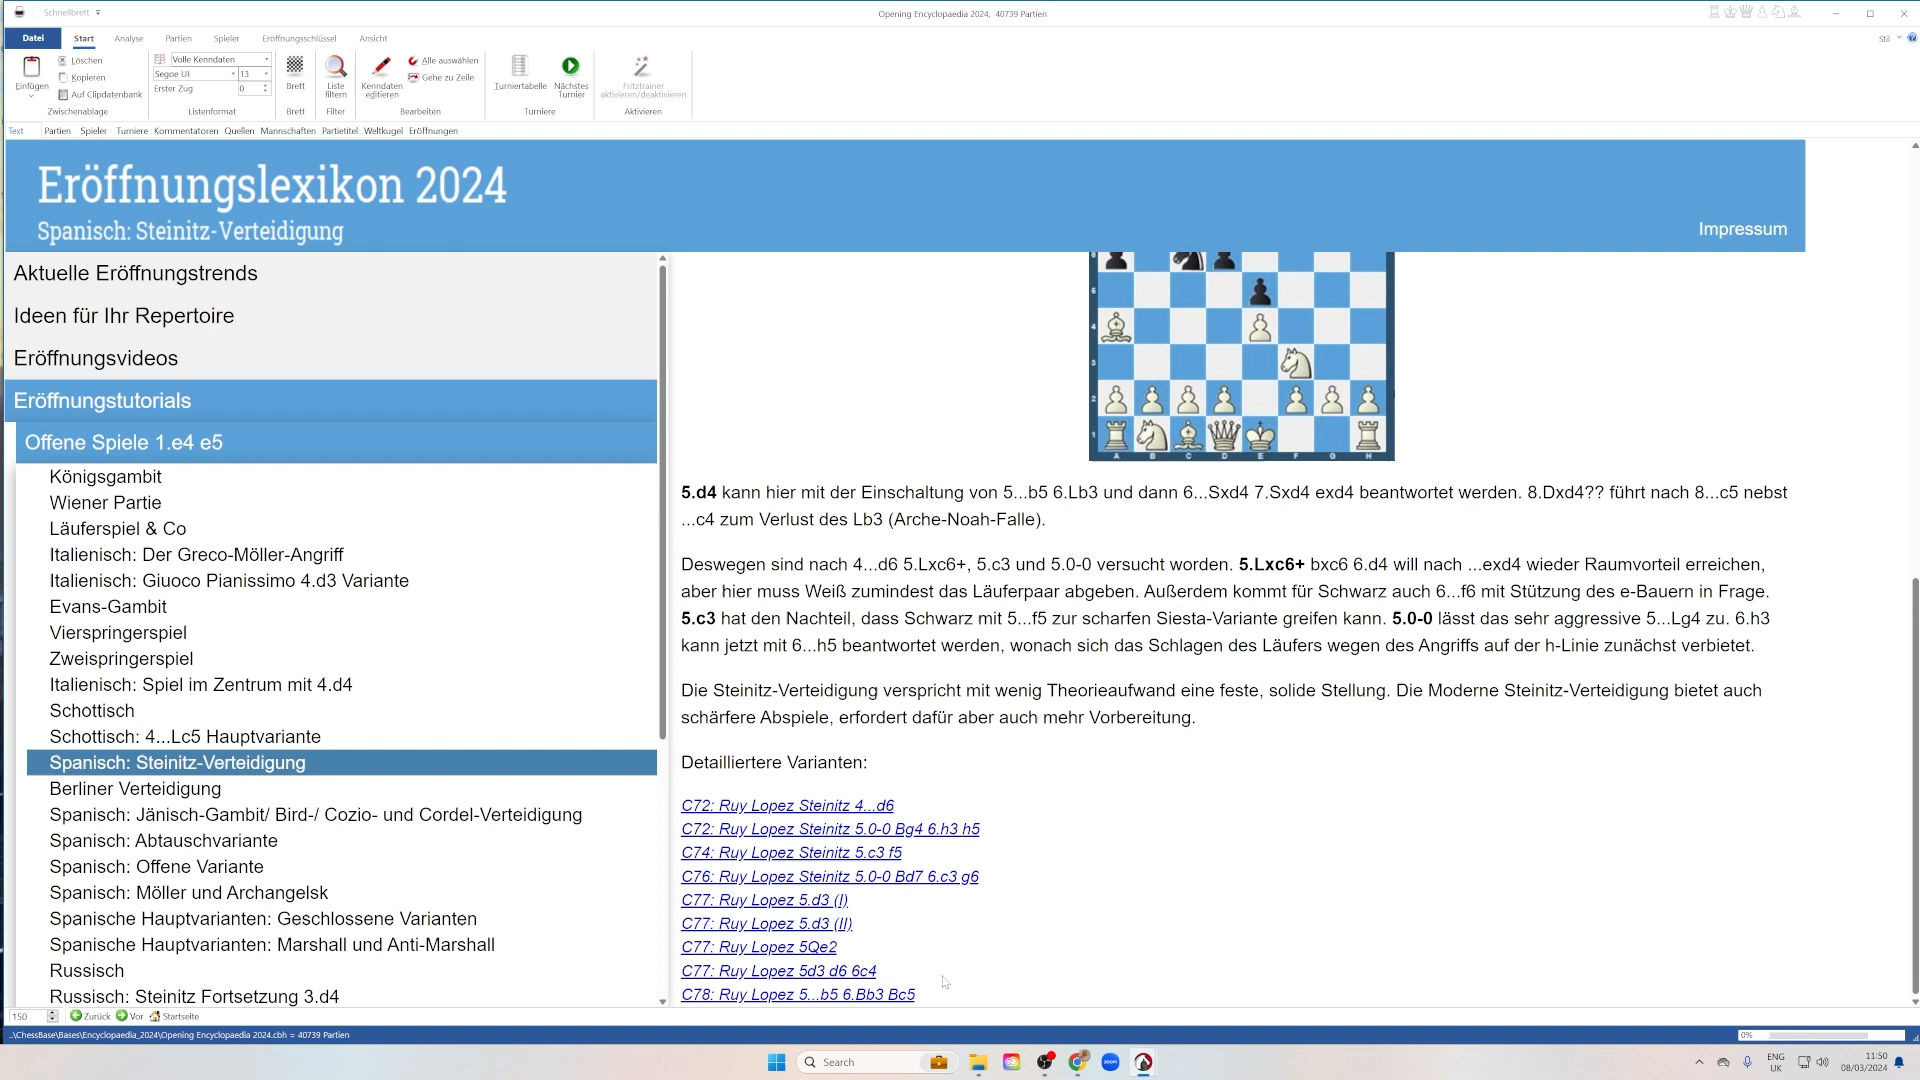 Schnellbrett
Opening Encyclopaedia 2024, 40739 Partien
Datei Start Analyse Partien Spieler Eröffnungsschlüssel Ansicht Stil
Einfügen
Löschen
Kopieren
Auf Clipdatenbank
Zwischenablage
Volle Kenndaten
Segoe UI 13
Erster Zug 0
Listenformat
Brett
Brett
Liste
filtern
Filter
Kenndaten
editieren
Alle auswählen
Gehe zu Zeile
Bearbeiten
Turniertabelle
Nächstes
Turnier
Turniere
Fritztrainer
aktivieren/deaktivieren
Aktivieren
Text Partien Spieler Turniere Kommentatoren Quellen Mannschaften Partietitel Weltkugel Eröffnungen
Eröffnungslexikon 2024
Spanisch: Steinitz-Verteidigung
Impressum
Aktuelle Eröffnungstrends
Ideen für Ihr Repertoire
Eröffnungsvideos
Eröffnungstutorials
Offene Spiele 1.e4 e5
Königsgambit
Wiener Partie
Läuferspiel & Co
Italienisch: Der Greco-Möller-Angriff
Italienisch: Giuoco Pianissimo 4.d3 Variante
Evans-Gambit
Vierspringerspiel
Zweispringerspiel
Italienisch: Spiel im Zentrum mit 4.d4
Schottisch
Schottisch: 4...Lc5 Hauptvariante
Spanisch: Steinitz-Verteidigung
Berliner Verteidigung
Spanisch: Jänisch-Gambit/ Bird-/ Cozio- und Cordel-Verteidigung
Spanisch: Abtauschvariante
Spanisch: Offene Variante
Spanisch: Möller und Archangelsk
Spanische Hauptvarianten: Geschlossene Varianten
Spanische Hauptvarianten: Marshall und Anti-Marshall
Russisch
Russisch: Steinitz Fortsetzung 3.d4
5
4
3
2
1
A B C D E F G H
5.d4 kann hier mit der Einschaltung von 5...b5 6.Lb3 und dann 6...Sxd4 7.Sxd4 exd4 beantwortet werden. 8.Dxd4?? führt nach 8...c5 nebst
...c4 zum Verlust des Lb3 (Arche-Noah-Falle).
Deswegen sind nach 4...d6 5.Lxc6+, 5.c3 und 5.0-0 versucht worden. 5.Lxc6+ bxc6 6.d4 will nach ...exd4 wieder Raumvorteil erreichen,
aber hier muss Weiß zumindest das Läuferpaar abgeben. Außerdem kommt für Schwarz auch 6...f6 mit Stützung des e-Bauern in Frage.
5.c3 hat den Nachteil, dass Schwarz mit 5...f5 zur scharfen Siesta-Variante greifen kann. 5.0-0 lässt das sehr aggressive 5...Lg4 zu. 6.h3
kann jetzt mit 6...h5 beantwortet werden, wonach sich das Schlagen des Läufers wegen des Angriffs auf der h-Linie zunächst verbietet.
Die Steinitz-Verteidigung verspricht mit wenig Theorieaufwand eine feste, solide Stellung. Die Moderne Steinitz-Verteidigung bietet auch
schärfere Abspiele, erfordert dafür aber auch mehr Vorbereitung.
Detailliertere Varianten:
C72: Ruy Lopez Steinitz 4...d6
C72: Ruy Lopez Steinitz 5.0-0 Bg4 6.h3 h5
C74: Ruy Lopez Steinitz 5.c3 f5
C76: Ruy Lopez Steinitz 5.0-0 Bd7 6.c3 g6
C77: Ruy Lopez 5.d3 (I)
C77: Ruy Lopez 5.d3 (II)
C77: Ruy Lopez 5Qe2
C77: Ruy Lopez 5d3 d6 6c4
C78: Ruy Lopez 5...b5 6.Bb3 Bc5
150 Zurück Vor Startseite
..\ChessBase\Bases\Encyclopaedia_2024\Opening Encyclopaedia 2024.cbh = 40739 Partien
0%
Search
zoom
ENG
UK
11:50
08/03/2024